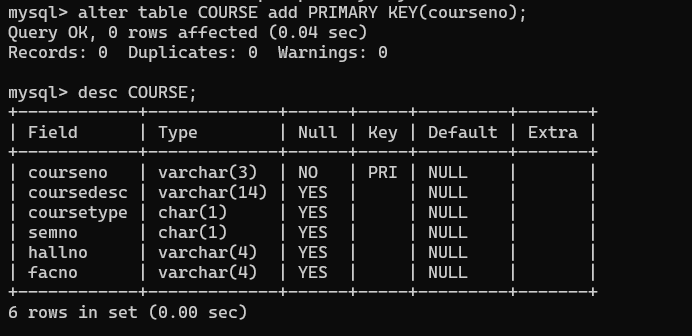 mysql> alter table COURSE add PRIMARY KEY(courseno);
Query OK, 0 rows affected (0.04 sec)
Records: 0  Duplicates: 0  Warnings: 0

mysql> desc COURSE;
+------------+-------------+------+-----+---------+-------+
| Field      | Type        | Null | Key | Default | Extra |
+------------+-------------+------+-----+---------+-------+
| courseno   | varchar(3)  | NO   | PRI | NULL    |       |
| coursedesc | varchar(14) | YES  |     | NULL    |       |
| coursetype | char(1)     | YES  |     | NULL    |       |
| semno      | char(1)     | YES  |     | NULL    |       |
| hallno     | varchar(4)  | YES  |     | NULL    |       |
| facno      | varchar(4)  | YES  |     | NULL    |       |
+------------+-------------+------+-----+---------+-------+
6 rows in set (0.00 sec)